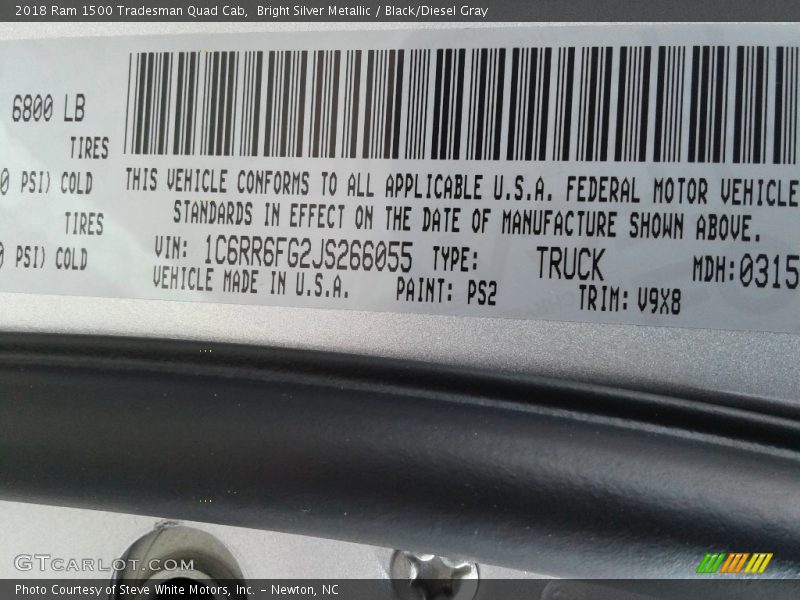 2018 Ram 1500 Tradesman Quad Cab, Bright Silver Metallic / Black/Diesel Gray
6800 LB
TIRES
0 PSI) COLD
TIRES
PSI) COLD
THIS VEHICLE CONFORMS TO ALL APPLICABLE U.S.A. FEDERAL MOTOR VEHICLE
STANDARDS IN EFFECT ON THE DATE OF MANUFACTURE SHOWN ABOVE.
VIN: 1C6RR6FG2JS266055 TYPE: TRUCK MDH:0315
VEHICLE MADE IN U.S.A. PAINT: PS2 TRIM: V9X8
GTCARLOT.COM
Photo Courtesy of Steve White Motors, Inc. – Newton, NC